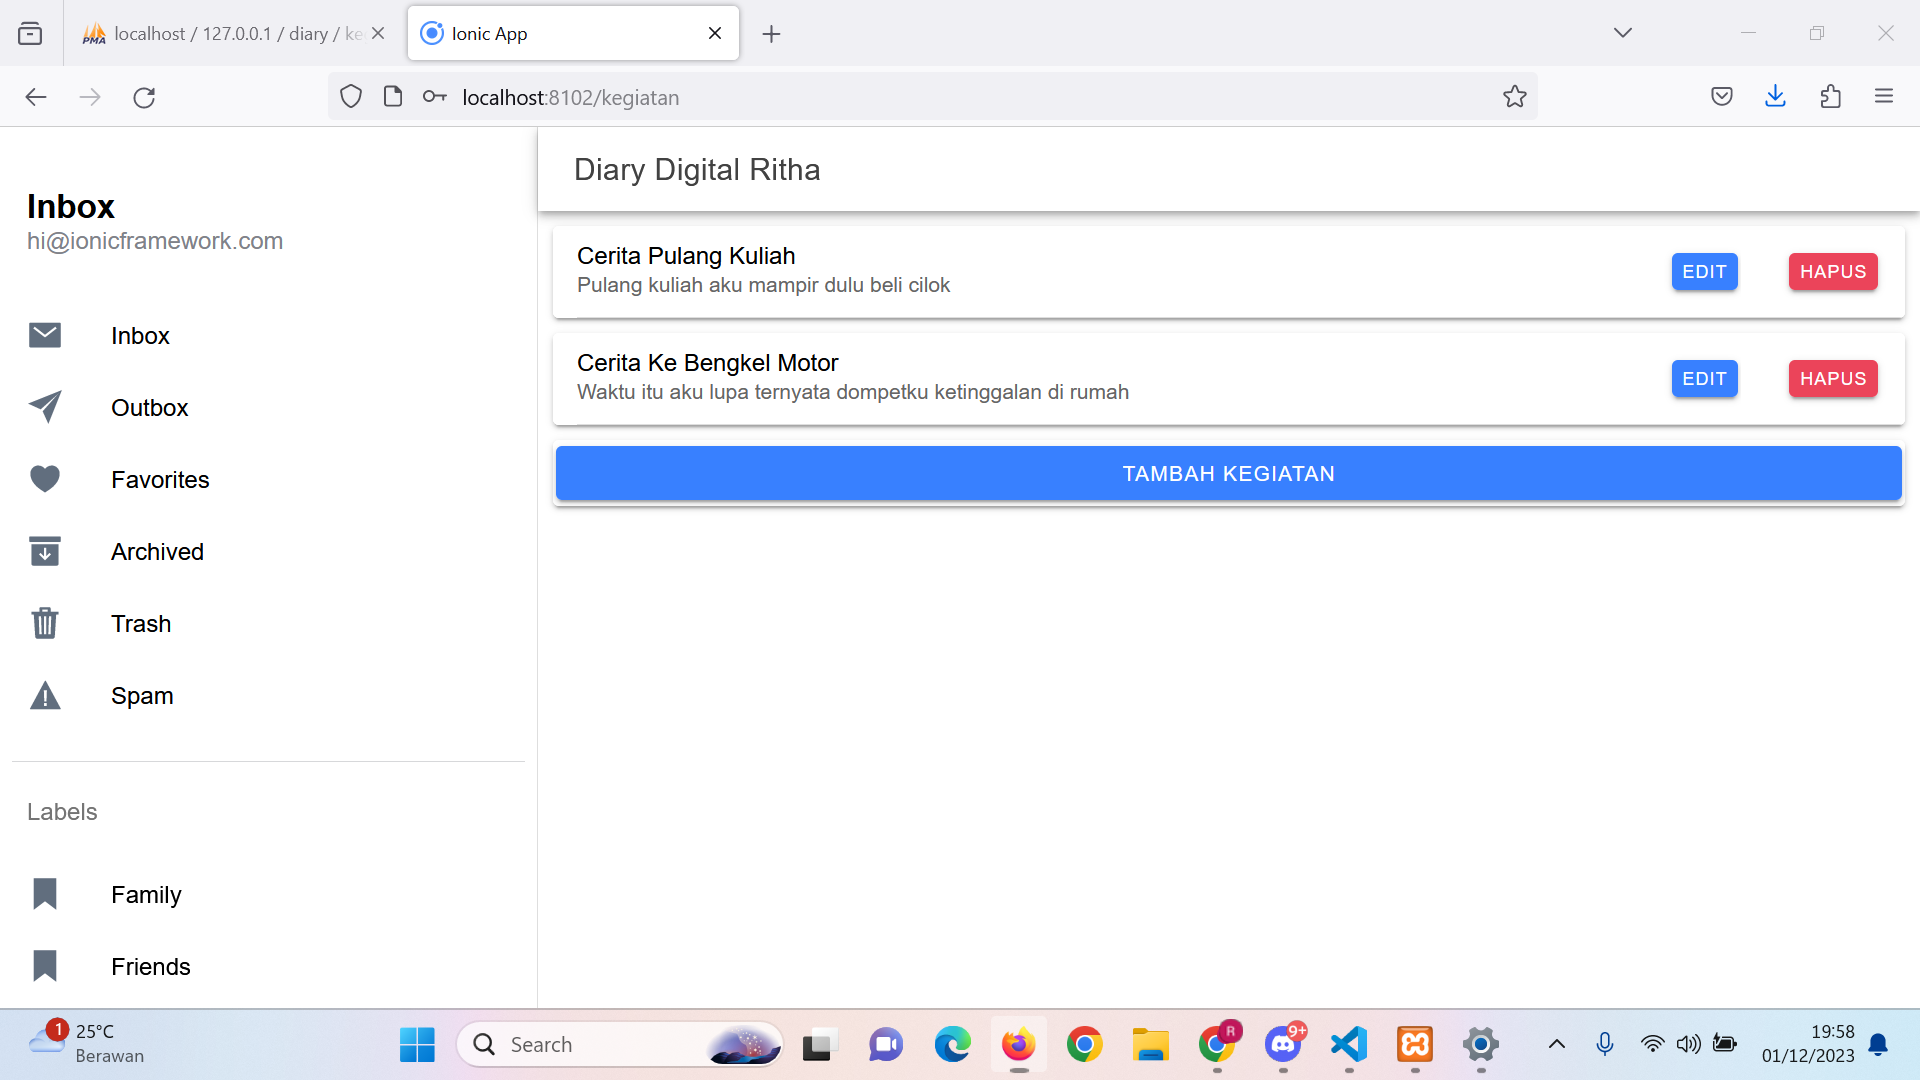 localhost / 127.0.0.1 / diary / ke
Ionic App
localhost:8102/kegiatan
Inbox
hi@ionicframework.com
Inbox
Outbox
Favorites
Archived
Trash
Spam
Labels
Family
Friends
Diary Digital Ritha
Cerita Pulang Kuliah
Pulang kuliah aku mampir dulu beli cilok
EDIT
HAPUS
Cerita Ke Bengkel Motor
Waktu itu aku lupa ternyata dompetku ketinggalan di rumah
EDIT
HAPUS
TAMBAH KEGIATAN
1
25°C
Berawan
Search
R
9+
19:58
01/12/2023
PMA